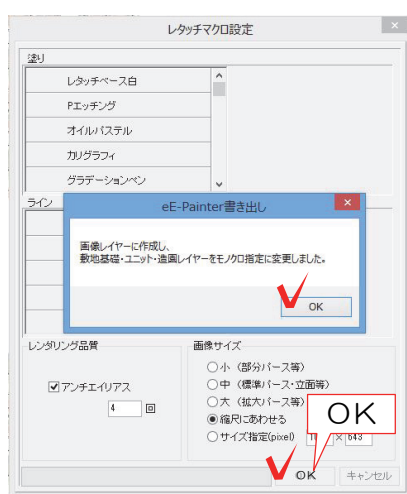 レタッチマクロ設定
塗り
レタッチベース白
Pエッチング
オイルパステル
カリグラフィ
グラデーションペン
ライン
eE-Painter書き出し
画像レイヤーに作成し、
敷地基礎・ユニット・造園レイヤーをモノクロ指定に変更しました。
OK
レンダリング品質
アンチエイリアス
4 回
画像サイズ
小 (部分パース等)
中 (標準パース・立面等)
大 (拡大パース等)
縮尺にあわせる
サイズ指定(pixel) × 643
OK
OK
キャンセル